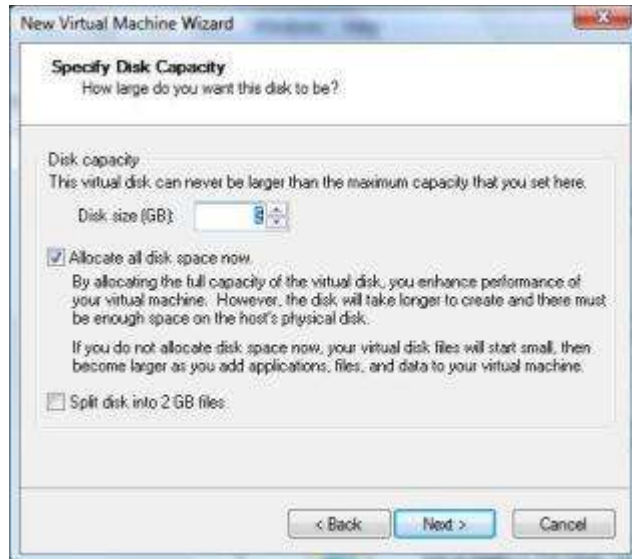 New Virtual Machine Wizard
Specify Disk Capacity
How large do you want this disk to be?
Disk capacity
This virtual disk can never be larger than the maximum capacity that you set here.
Disk size (GB):
Allocate all disk space now.
By allocating the full capacity of the virtual disk, you enhance performance of
your virtual machine. However, the disk will take longer to create and there must
be enough space on the host's physical disk.
If you do not allocate disk space now, your virtual disk files will start small, then
become larger as you add applications, files, and data to your virtual machine.
Split disk into 2 GB files
< Back Next > Cancel